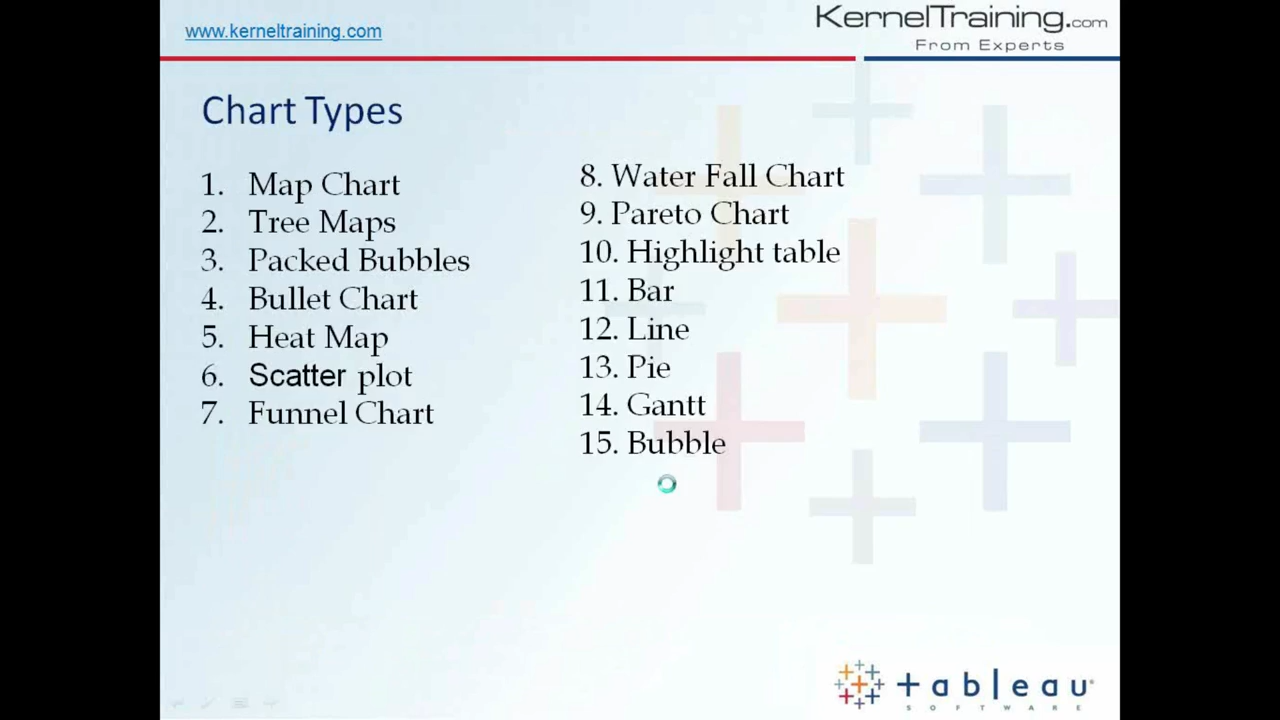 www.kerneltraining.com
KernelTraining.com
From Experts
Chart Types
1. Map Chart
2. Tree Maps
3. Packed Bubbles
4. Bullet Chart
5. Heat Map
6. Scatter plot
7. Funnel Chart
8. Water Fall Chart
9. Pareto Chart
10. Highlight table
11. Bar
12. Line
13. Pie
14. Gantt
15. Bubble
+ableau®
SOFTWARE